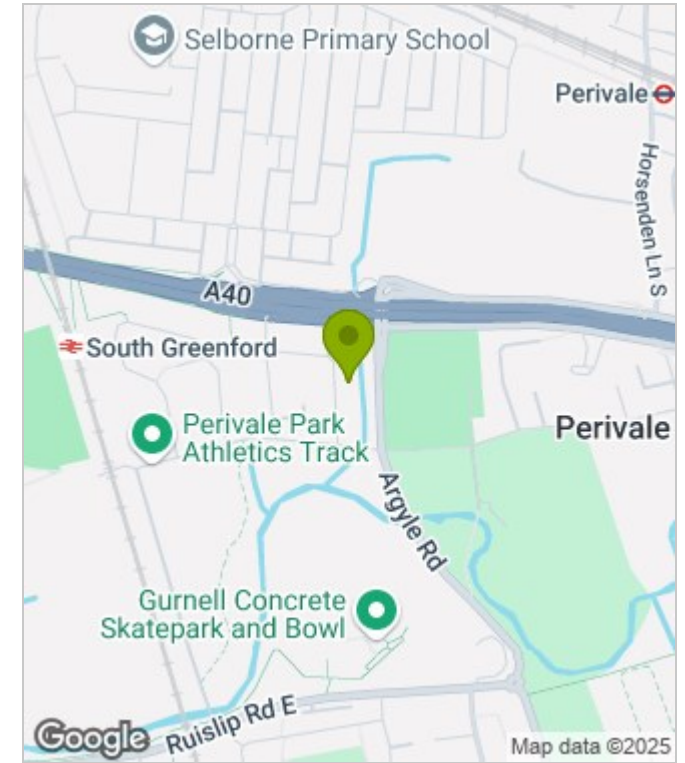 Selborne Primary School
Perivale
Horsenden Ln S
A40
South Greenford
Perivale Park
Athletics Track
Perivale
Argyle Rd
Gurnell Concrete
Skatepark and Bowl
Ruislip Rd E
Google
Map data ©2025